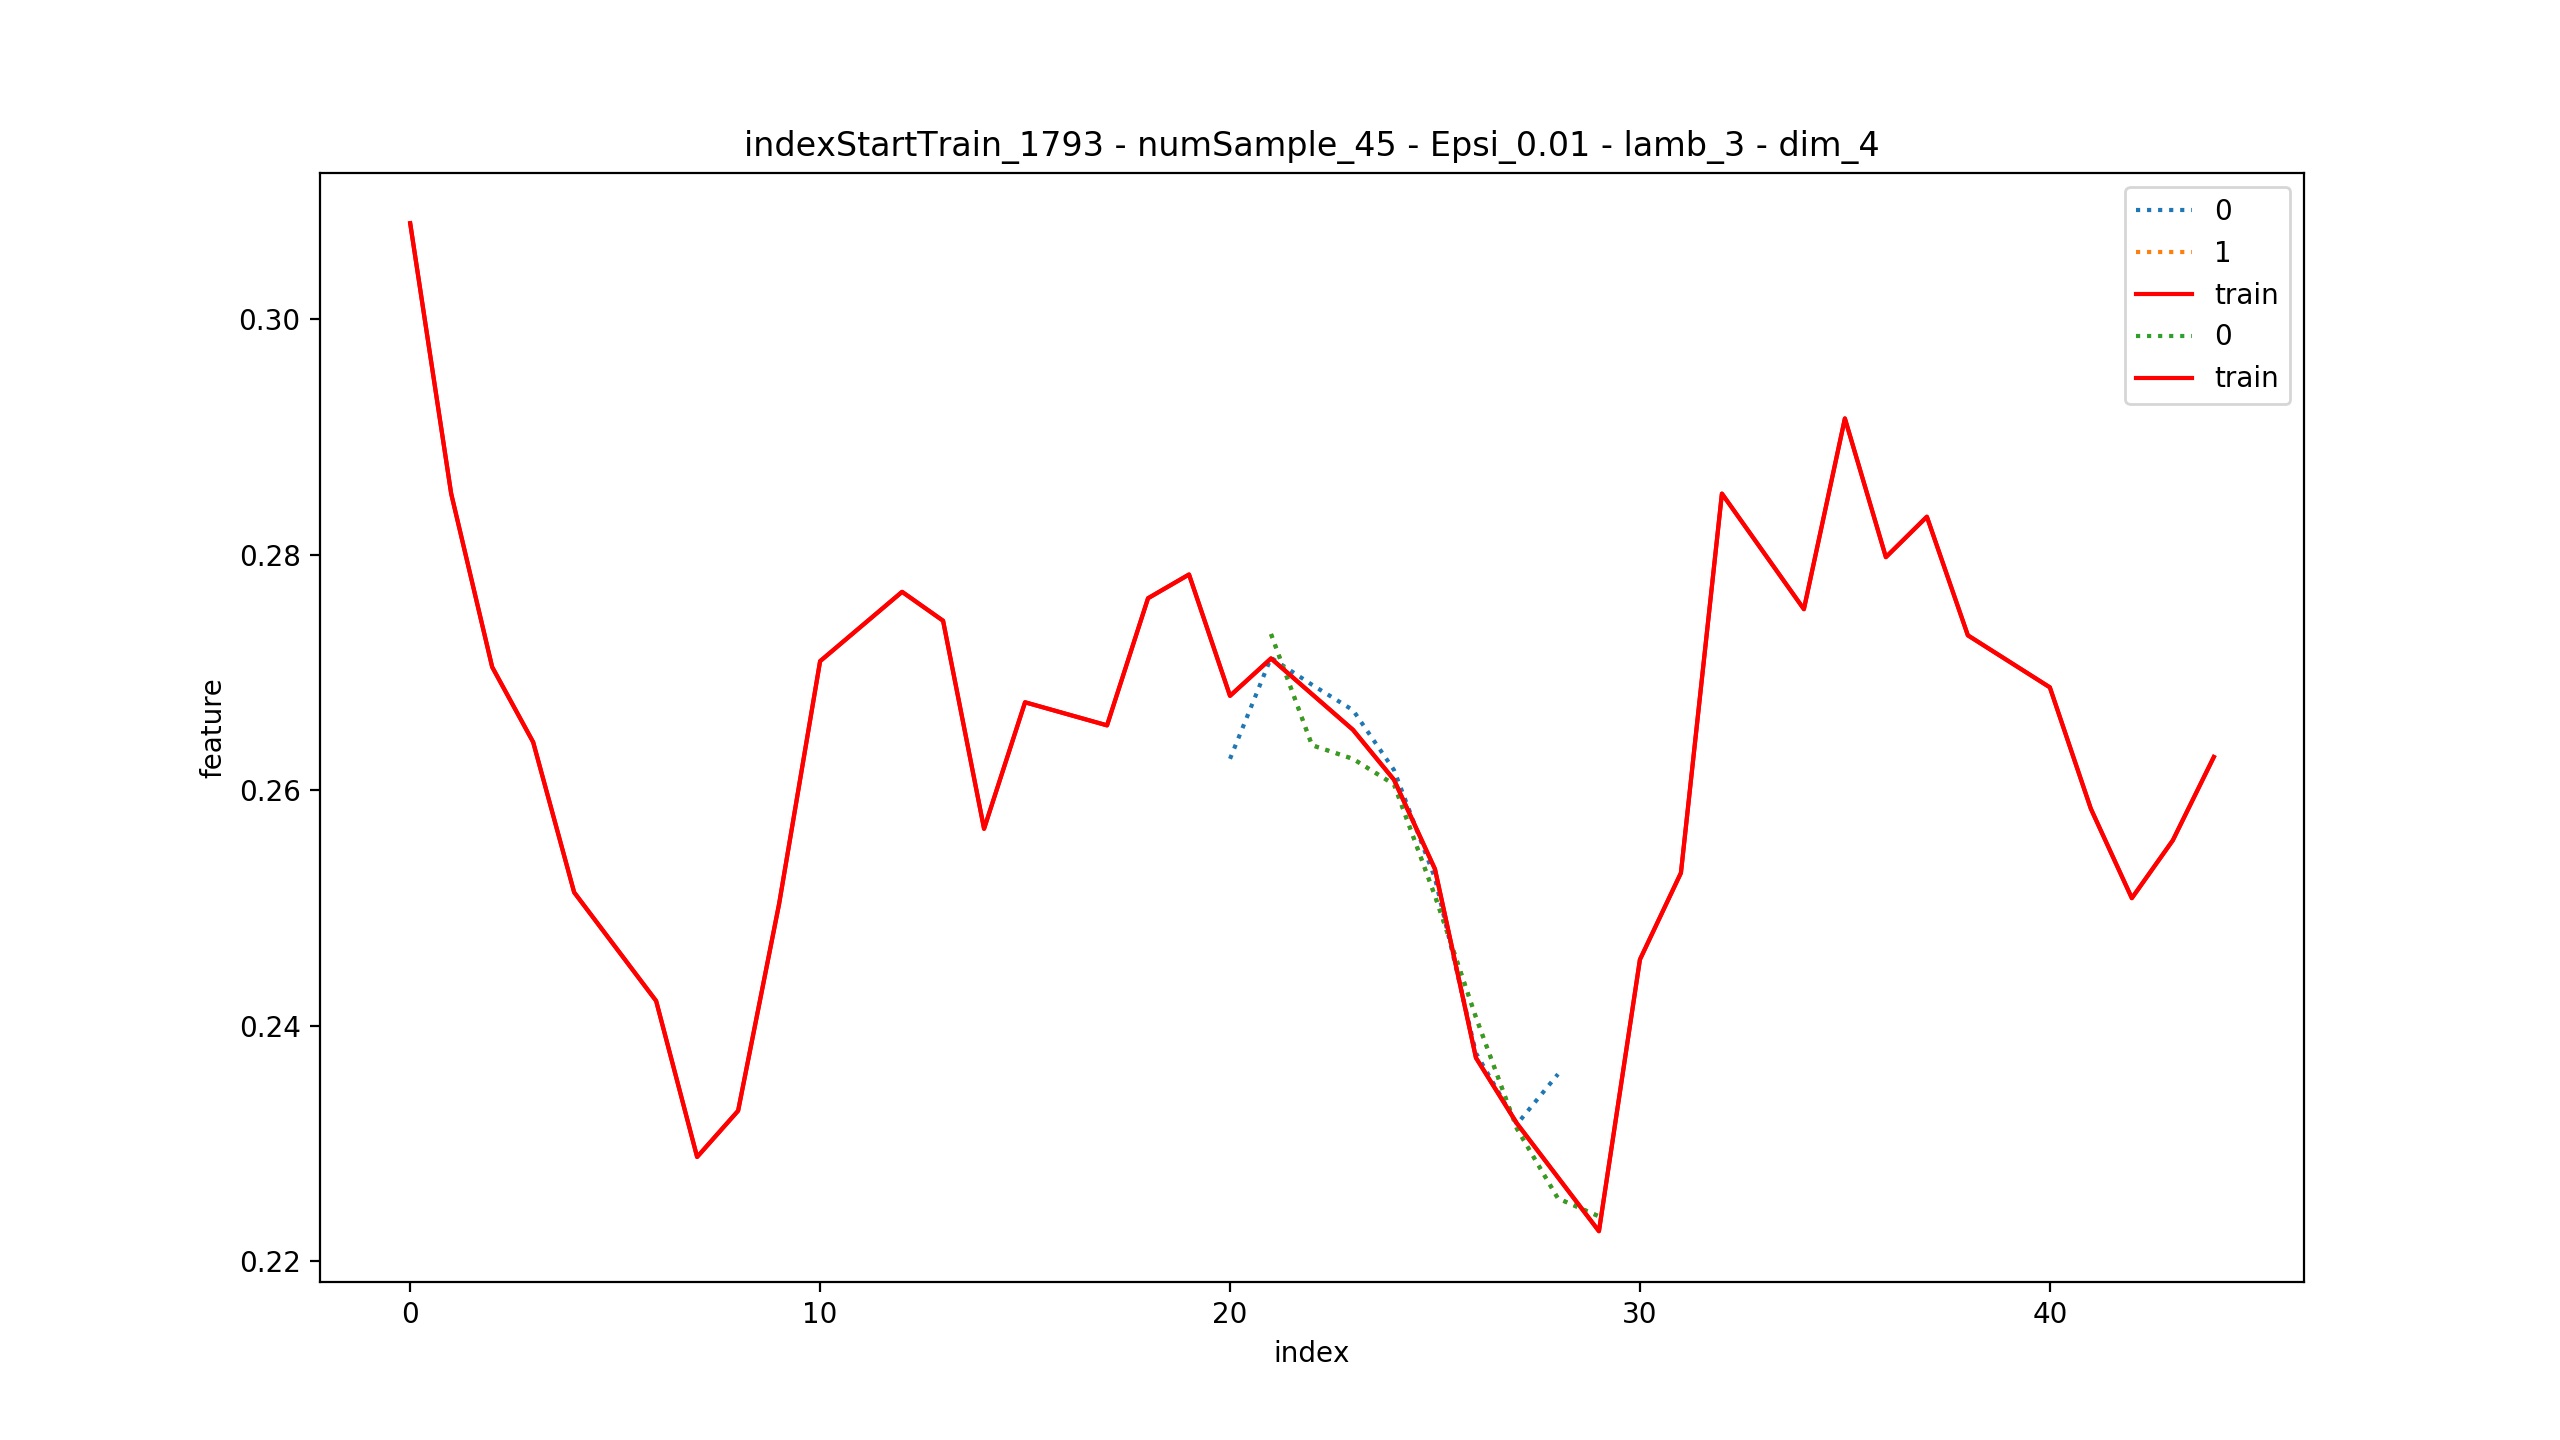 indexStartTrain_1793 - numSample_45 - Epsi_0.01 - lamb_3 - dim_4
0
1
train
0
train
0.30
0.28
0.26
0.24
0.22
feature
0 10 20 30 40
index